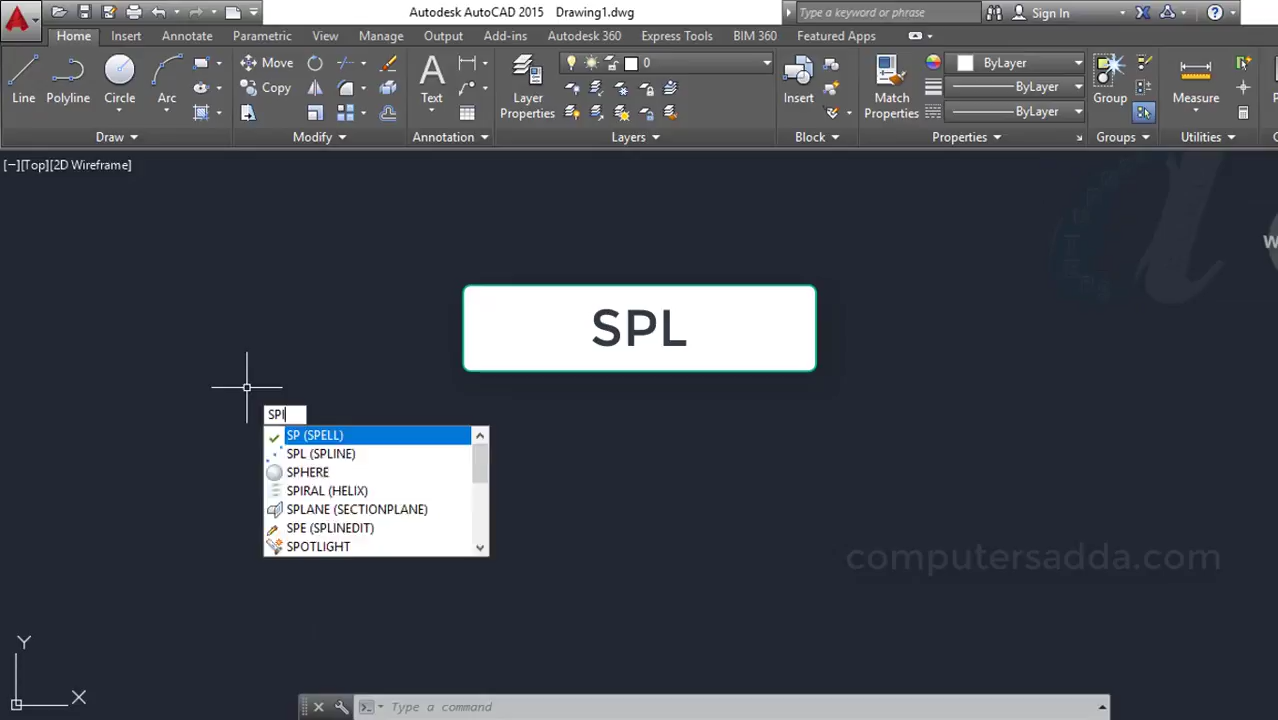 Autodesk AutoCAD 2015 Drawing1.dwg
Type a keyword or phrase
Sign In
Home Insert Annotate Parametric View Manage Output Add-ins Autodesk 360 Express Tools BIM 360 Featured Apps
Move
Copy
0
ByLayer
ByLayer
ByLayer
Line Polyline Circle Arc Text Layer Properties Insert Match Properties Group Measure
Draw Modify Annotation Layers Block Properties Groups Utilities
[−][Top][2D Wireframe]
W
SPL
SPI
SP (SPELL)
SPL (SPLINE)
SPHERE
SPIRAL (HELIX)
SPLANE (SECTIONPLANE)
SPE (SPLINEDIT)
SPOTLIGHT
computersadda.com
Y
X
Type a command